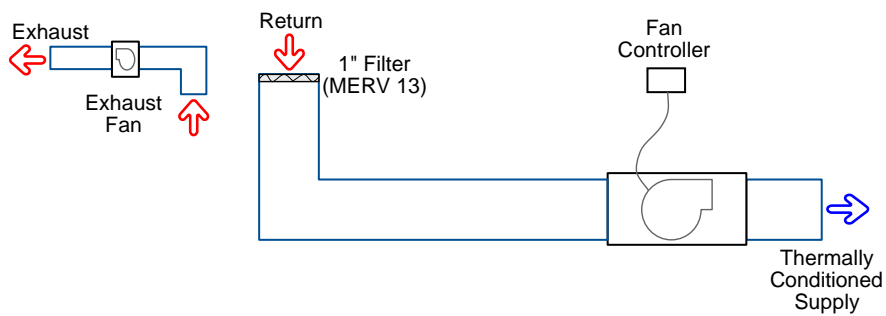 Exhaust
Exhaust
Fan
Return
1" Filter
(MERV 13)
Fan
Controller
Thermally
Conditioned
Supply